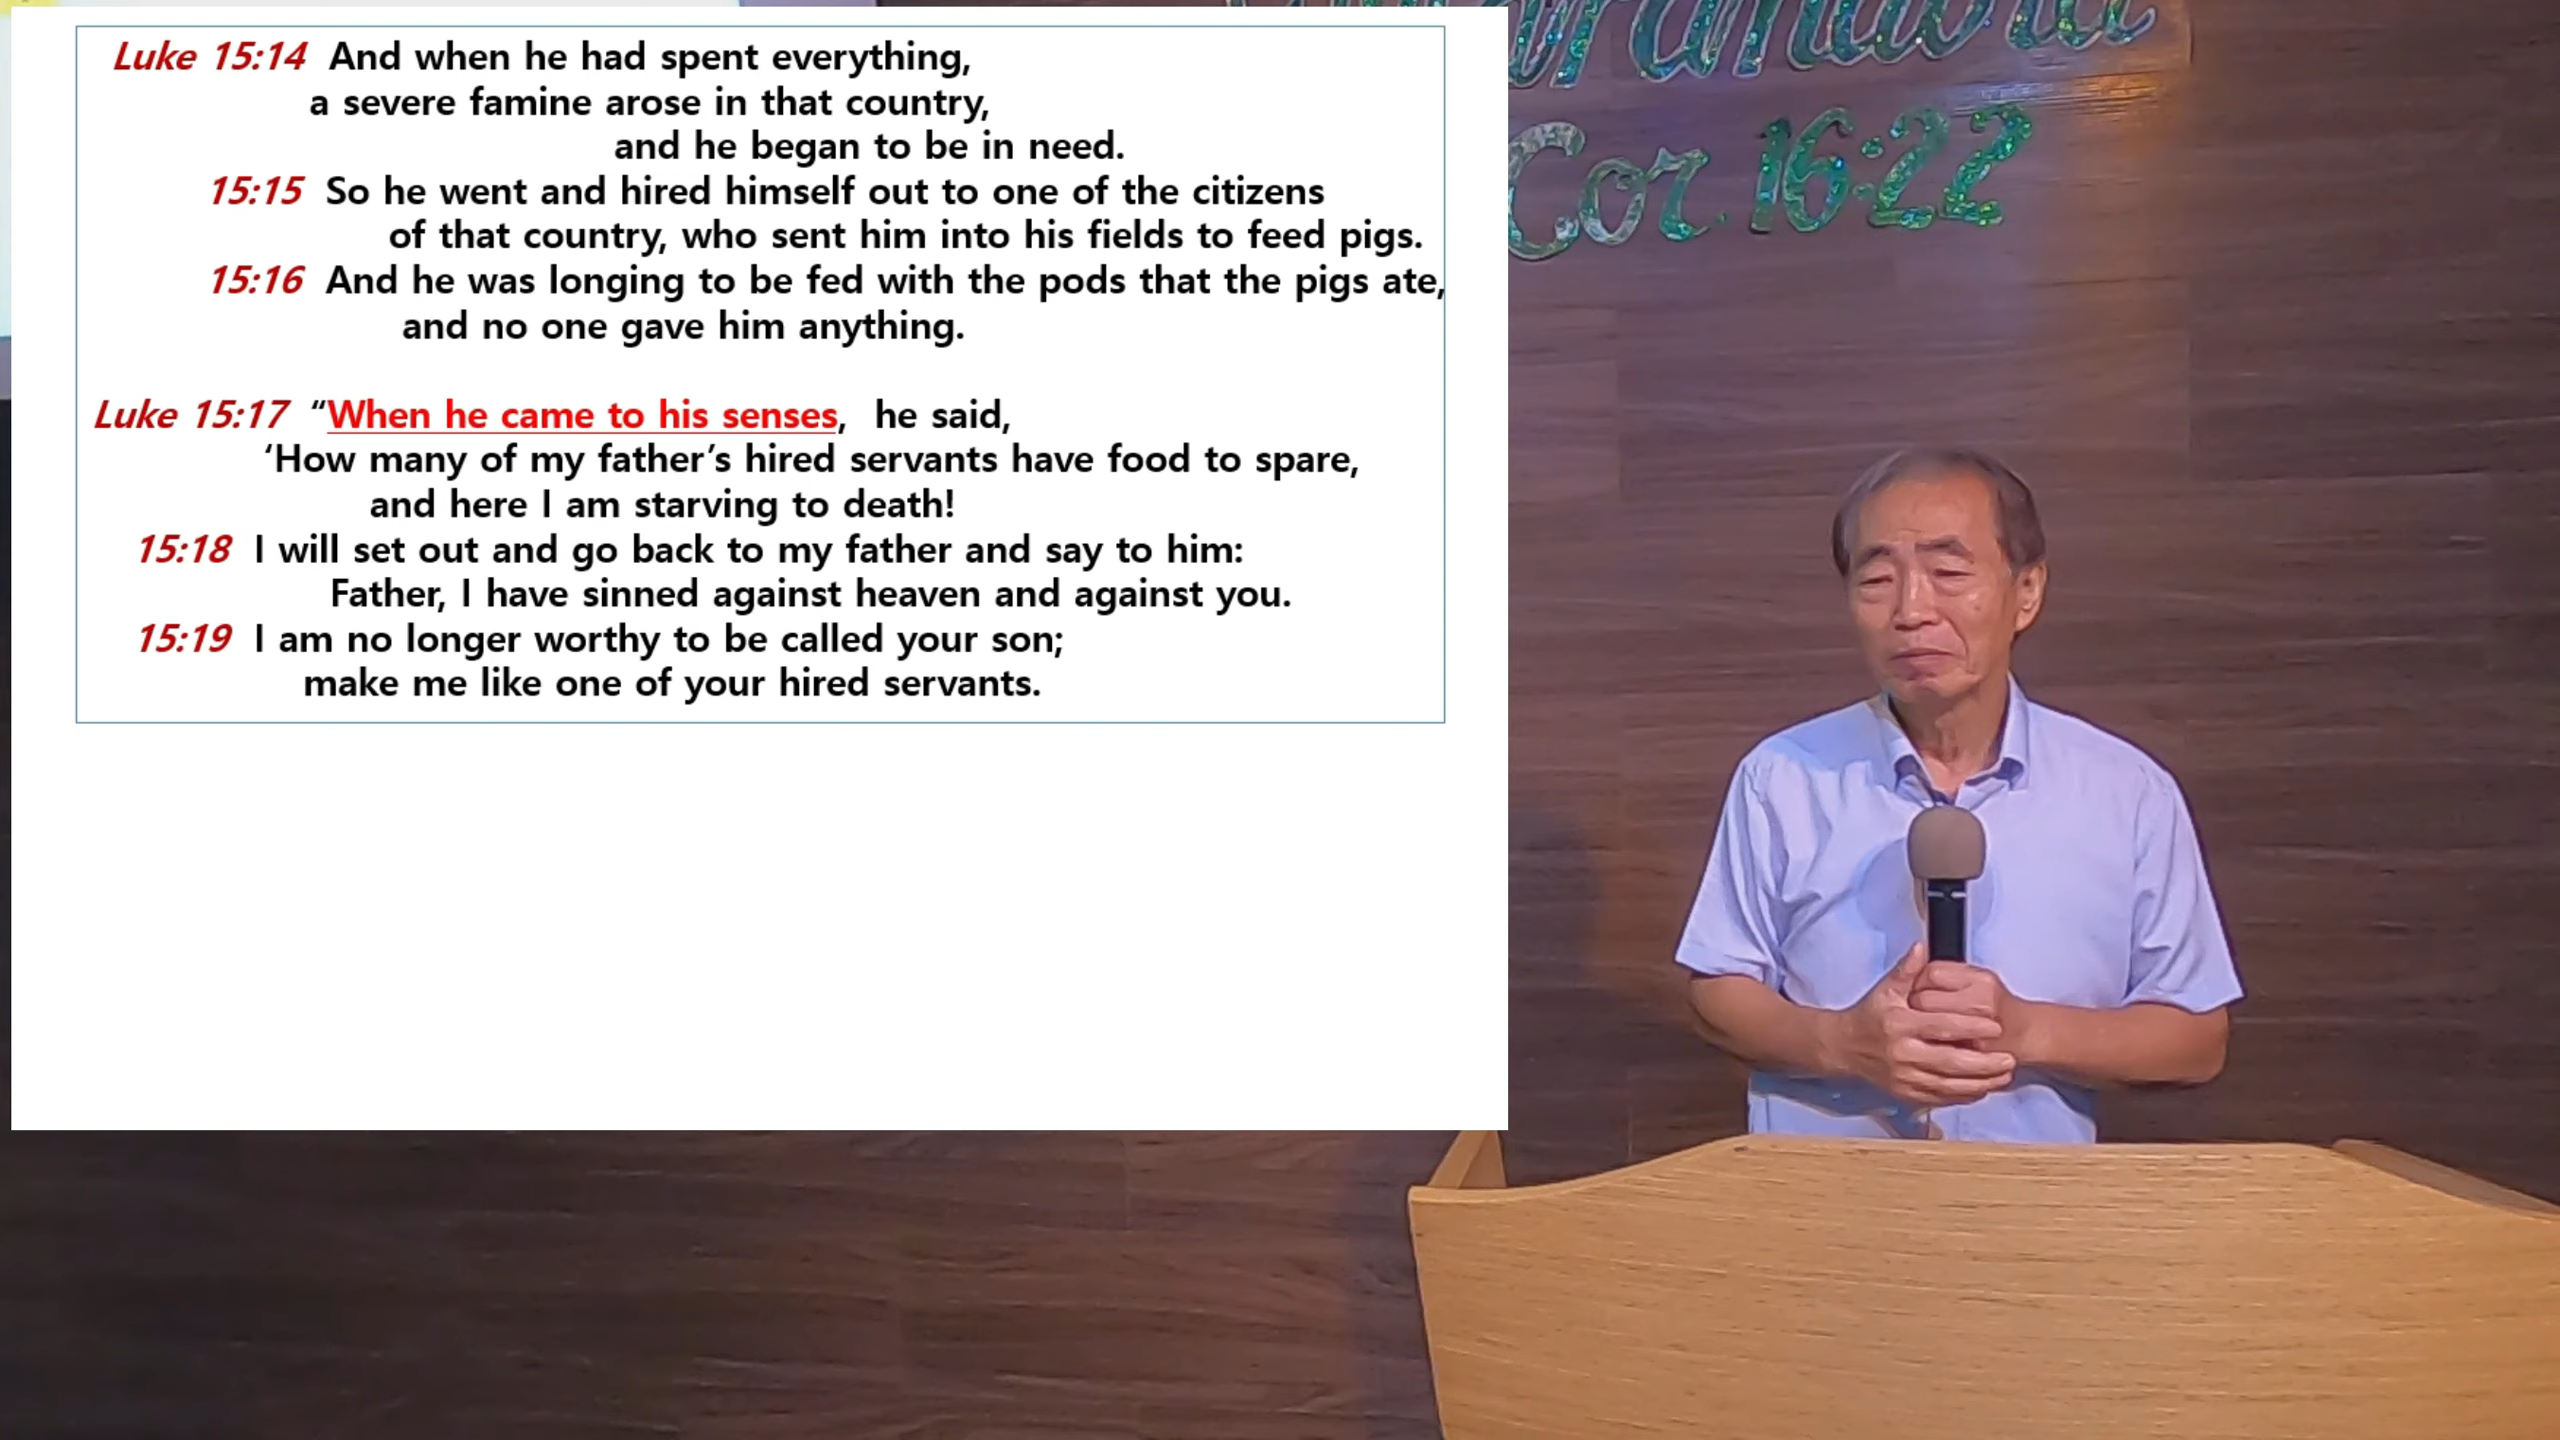 Luke 15:14 And when he had spent everything,
a severe famine arose in that country,
and he began to be in need.
15:15 So he went and hired himself out to one of the citizens
of that country, who sent him into his fields to feed pigs.
15:16 And he was longing to be fed with the pods that the pigs ate,
and no one gave him anything.
Luke 15:17 “When he came to his senses, he said,
‘How many of my father’s hired servants have food to spare,
and here I am starving to death!
15:18 I will set out and go back to my father and say to him:
Father, I have sinned against heaven and against you.
15:19 I am no longer worthy to be called your son;
make me like one of your hired servants.
Cor. 16:22